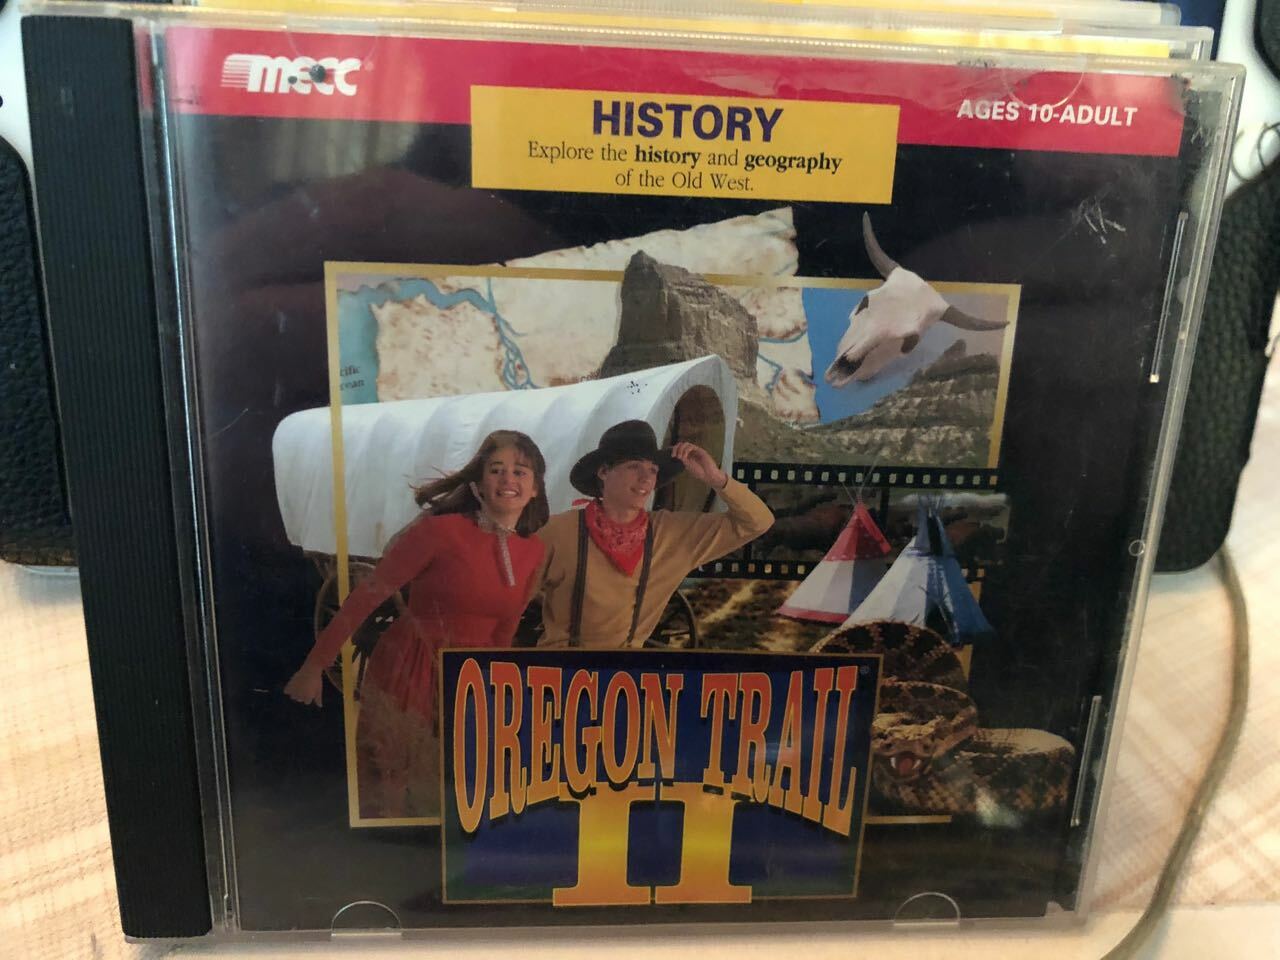 MECC®
HISTORY
Explore the history and geography
of the Old West.
AGES 10-ADULT
OREGON TRAIL®
II